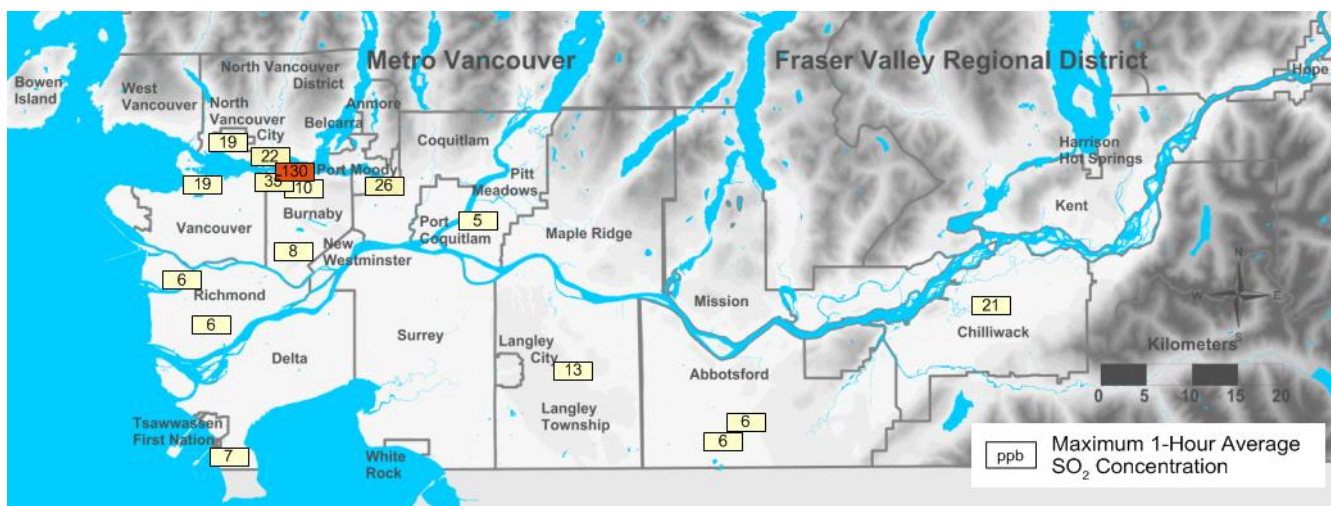 Metro Vancouver
Fraser Valley Regional District
Bowen
Island
West
Vancouver
North Vancouver
District
North
Vancouver
City
Anmore
Belcarra
Coquitlam
Port Moody
Pitt
Meadows
Port
Coquitlam
Maple Ridge
Harrison
Hot Springs
Hope
Kent
19
22
130
35
10
26
19
5
Burnaby
Vancouver
8
New
Westminster
6
Richmond
6
Mission
21
Chilliwack
Delta
Surrey
Langley
City
13
Abbotsford
Langley
Township
6
6
Tsawwassen
First Nation
7
White
Rock
N
W
E
S
Kilometers
0 5 10 15 20
ppb
Maximum 1-Hour Average
SO₂ Concentration